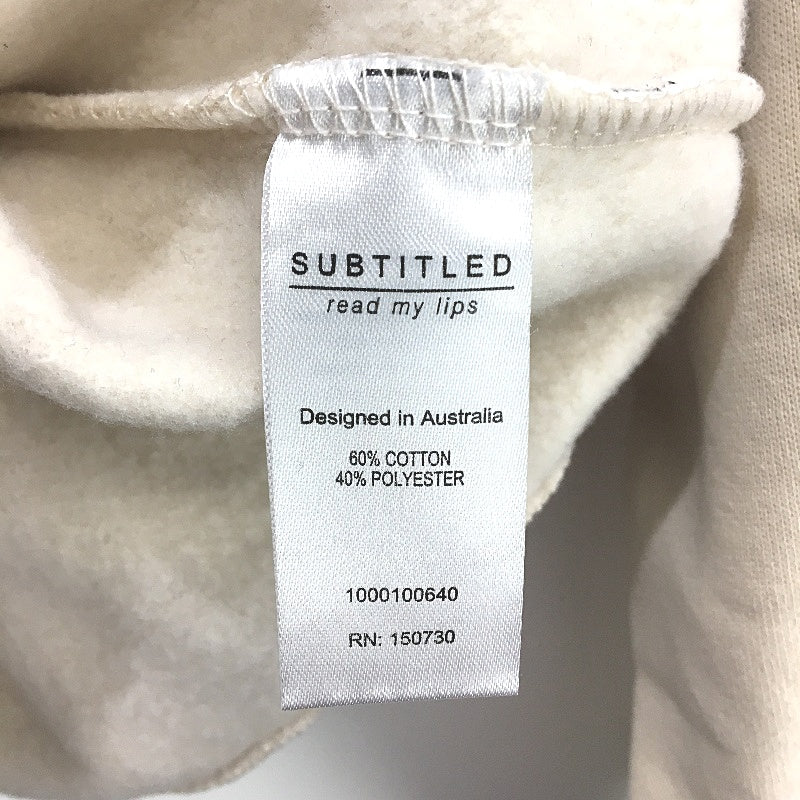 SUBTITLED
read my lips
Designed in Australia
60% COTTON
40% POLYESTER
1000100640
RN: 150730